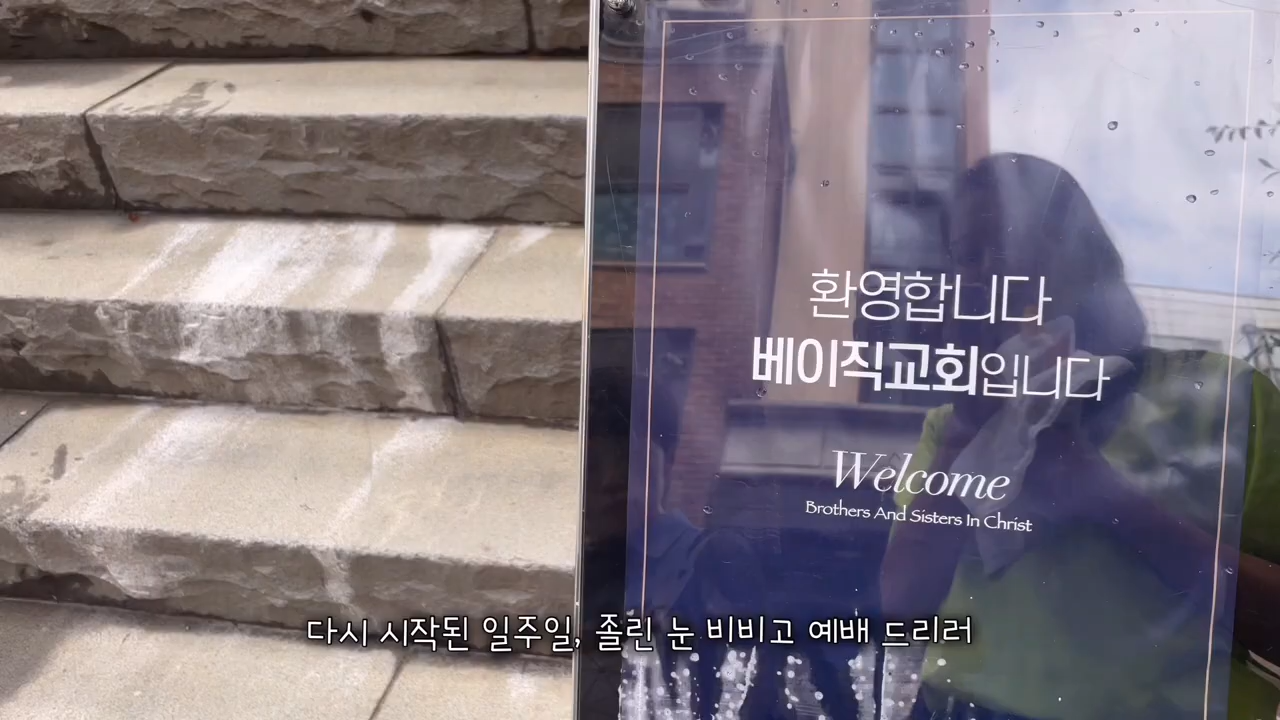 환영합니다
베이직교회입니다
Welcome
Brothers And Sisters In Christ
다시 시작된 일주일, 졸린 눈 비비고 예배 드리러